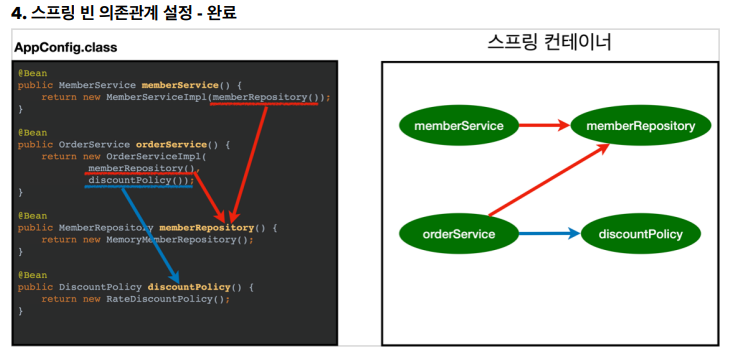 4. 스프링 빈 의존관계 설정 - 완료
AppConfig.class
@Bean
public MemberService memberService() {
    return new MemberServiceImpl(memberRepository());
}
@Bean
public OrderService orderService() {
    return new OrderServiceImpl(
            memberRepository(),
            discountPolicy());
}
@Bean
public MemberRepository memberRepository() {
    return new MemoryMemberRepository();
}
@Bean
public DiscountPolicy discountPolicy() {
    return new RateDiscountPolicy();
}
스프링 컨테이너
memberService
memberRepository
orderService
discountPolicy